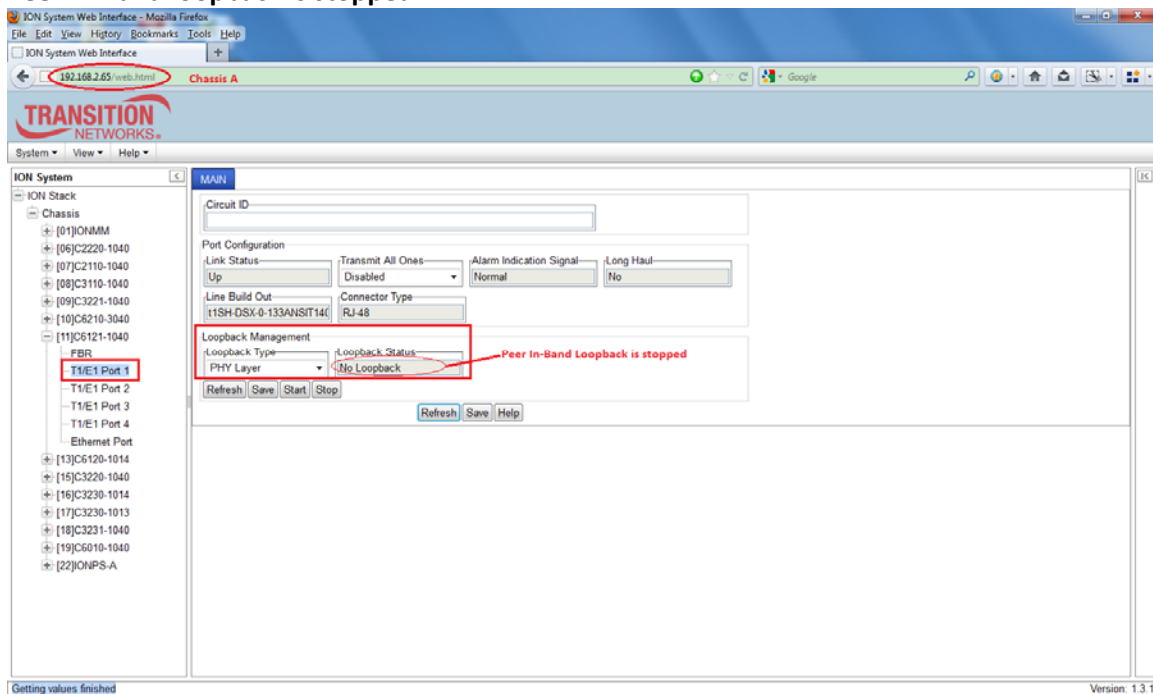 ION System Web Interface - Mozilla Firefox
File Edit View History Bookmarks Tools Help
ION System Web Interface +
192.168.2.65/web.html Chassis A Google
TRANSITION
NETWORKS®
System View Help
ION System
ION Stack
Chassis
[01]IONMM
[06]C2220-1040
[07]C2110-1040
[08]C3110-1040
[09]C3221-1040
[10]C6210-3040
[11]C6121-1040
FBR
T1/E1 Port 1
T1/E1 Port 2
T1/E1 Port 3
T1/E1 Port 4
Ethernet Port
[13]C6120-1014
[15]C3220-1040
[16]C3230-1014
[17]C3230-1013
[18]C3231-1040
[19]C6010-1040
[22]IONPS-A
MAIN
Circuit ID
Port Configuration
Link Status Transmit All Ones Alarm Indication Signal Long Haul
Up Disabled Normal No
Line Build Out Connector Type
t1SH-DSX-0-133ANSIT14( RJ-48
Loopback Management
Loopback Type Loopback Status
PHY Layer No Loopback Peer In-Band Loopback is stopped
Refresh Save Start Stop
Refresh Save Help
Getting values finished Version: 1.3.1